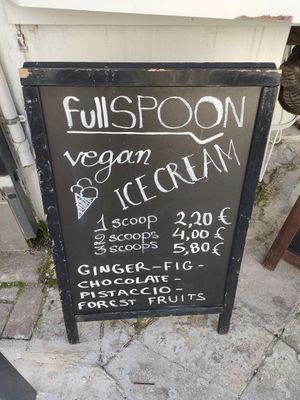 fullSPOON
vegan
ICE CREAM
1 scoop 2,20 €
2 scoops 4,00 €
3 scoops 5,80 €
GINGER-FIG-
CHOCOLATE-
PISTACCIO-
FOREST FRUITS